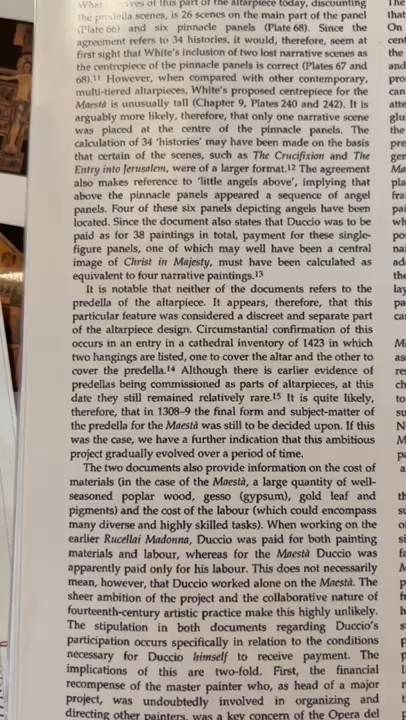 What ives of this part of the altarpiece today, discounting
the predella scenes, is 26 scenes on the main part of the panel
(Plate 66) and six pinnacle panels (Plate 68). Since the
agreement refers to 34 histories, it would, therefore, seem at
first sight that White's inclusion of two lost narrative scenes as
the centrepiece of the pinnacle panels is correct (Plates 67 and
68).11 However, when compared with other contemporary,
multi-tiered altarpieces, White's proposed centrepiece for the
Maestà is unusually tall (Chapter 9, Plates 240 and 242). It is
arguably more likely, therefore, that only one narrative scene
was placed at the centre of the pinnacle panels. The
calculation of 34 'histories' may have been made on the basis
that certain of the scenes, such as The Crucifixion and The
Entry into Jerusalem, were of a larger format.12 The agreement
also makes reference to 'little angels above', implying that
above the pinnacle panels appeared a sequence of angel
panels. Four of these six panels depicting angels have been
located. Since the document also states that Duccio was to be
paid as for 38 paintings in total, payment for these single-
figure panels, one of which may well have been a central
image of Christ in Majesty, must have been calculated as
equivalent to four narrative paintings.13
It is notable that neither of the documents refers to the
predella of the altarpiece. It appears, therefore, that this
particular feature was considered a discreet and separate part
of the altarpiece design. Circumstantial confirmation of this
occurs in an entry in a cathedral inventory of 1423 in which
two hangings are listed, one to cover the altar and the other to
cover the predella.14 Although there is earlier evidence of
predellas being commissioned as parts of altarpieces, at this
date they still remained relatively rare.15 It is quite likely,
therefore, that in 1308–9 the final form and subject-matter of
the predella for the Maestà was still to be decided upon. If this
was the case, we have a further indication that this ambitious
project gradually evolved over a period of time.
The two documents also provide information on the cost of
materials (in the case of the Maestà, a large quantity of well-
seasoned poplar wood, gesso (gypsum), gold leaf and
pigments) and the cost of the labour (which could encompass
many diverse and highly skilled tasks). When working on the
earlier Rucellai Madonna, Duccio was paid for both painting
materials and labour, whereas for the Maestà Duccio was
apparently paid only for his labour. This does not necessarily
mean, however, that Duccio worked alone on the Maestà. The
sheer ambition of the project and the collaborative nature of
fourteenth-century artistic practice make this highly unlikely.
The stipulation in both documents regarding Duccio's
participation occurs specifically in relation to the conditions
necessary for Duccio himself to receive payment. The
implications of this are two-fold. First, the financial
recompense of the master painter who, as head of a major
project, was undoubtedly involved in organizing and
directing other painters, was a key concern of the Opera del